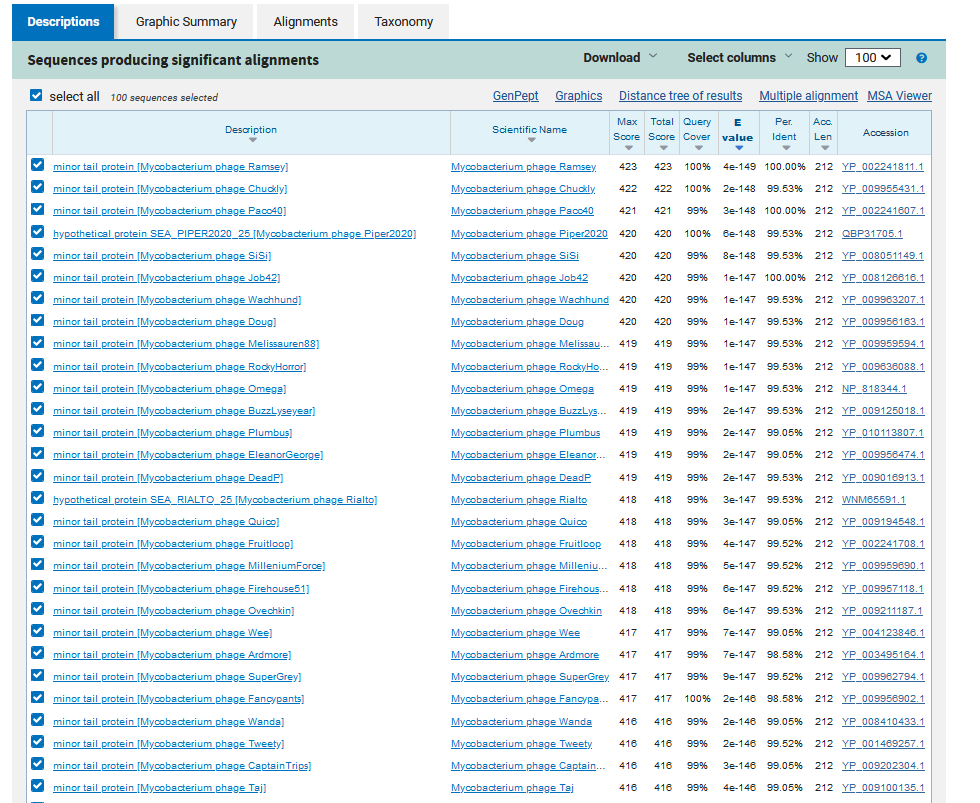 Descriptions Graphic Summary Alignments Taxonomy
Sequences producing significant alignments Download Select columns Show 100 ?
select all 100 sequences selected GenPept Graphics Distance tree of results Multiple alignment MSA Viewer
Description Scientific Name Max Score Total Score Query Cover E value Per. Ident Acc. Len Accession
minor tail protein [Mycobacterium phage Ramsey] Mycobacterium phage Ramsey 423 423 100% 4e-149 100.00% 212 YP_002241811.1
minor tail protein [Mycobacterium phage Chuckly] Mycobacterium phage Chuckly 422 422 100% 2e-148 99.53% 212 YP_009955431.1
minor tail protein [Mycobacterium phage Paco40] Mycobacterium phage Paco40 421 421 99% 3e-148 100.00% 212 YP_002241607.1
hypothetical protein SEA_PIPER2020_25 [Mycobacterium phage Piper2020] Mycobacterium phage Piper2020 420 420 100% 6e-148 99.53% 212 QBP31705.1
minor tail protein [Mycobacterium phage SiSi] Mycobacterium phage SiSi 420 420 99% 8e-148 99.53% 212 YP_008051149.1
minor tail protein [Mycobacterium phage Job42] Mycobacterium phage Job42 420 420 99% 1e-147 100.00% 212 YP_008126616.1
minor tail protein [Mycobacterium phage Wachhund] Mycobacterium phage Wachhund 420 420 99% 1e-147 99.53% 212 YP_009963207.1
minor tail protein [Mycobacterium phage Doug] Mycobacterium phage Doug 420 420 99% 1e-147 99.53% 212 YP_009956163.1
minor tail protein [Mycobacterium phage Melissauren88] Mycobacterium phage Melissau... 419 419 99% 1e-147 99.53% 212 YP_009959594.1
minor tail protein [Mycobacterium phage RockyHorror] Mycobacterium phage RockyHo... 419 419 99% 1e-147 99.53% 212 YP_009636088.1
minor tail protein [Mycobacterium phage Omega] Mycobacterium phage Omega 419 419 99% 1e-147 99.53% 212 NP_818344.1
minor tail protein [Mycobacterium phage BuzzLyseyear] Mycobacterium phage BuzzLys... 419 419 99% 2e-147 99.53% 212 YP_009125018.1
minor tail protein [Mycobacterium phage Plumbus] Mycobacterium phage Plumbus 419 419 99% 2e-147 99.05% 212 YP_010113807.1
minor tail protein [Mycobacterium phage EleanorGeorge] Mycobacterium phage Eleanor... 419 419 99% 2e-147 99.05% 212 YP_009956474.1
minor tail protein [Mycobacterium phage DeadP] Mycobacterium phage DeadP 419 419 99% 2e-147 99.53% 212 YP_009016913.1
hypothetical protein SEA_RIALTO_25 [Mycobacterium phage Rialto] Mycobacterium phage Rialto 418 418 99% 3e-147 99.53% 212 WNM65591.1
minor tail protein [Mycobacterium phage Quico] Mycobacterium phage Quico 418 418 99% 3e-147 99.05% 212 YP_009194548.1
minor tail protein [Mycobacterium phage Fruitloop] Mycobacterium phage Fruitloop 418 418 99% 4e-147 99.52% 212 YP_002241708.1
minor tail protein [Mycobacterium phage MilleniumForce] Mycobacterium phage Milleniu... 418 418 99% 5e-147 99.52% 212 YP_009959690.1
minor tail protein [Mycobacterium phage Firehouse51] Mycobacterium phage Firehous... 418 418 99% 6e-147 99.52% 212 YP_009957118.1
minor tail protein [Mycobacterium phage Ovechkin] Mycobacterium phage Ovechkin 418 418 99% 6e-147 99.53% 212 YP_009211187.1
minor tail protein [Mycobacterium phage Wee] Mycobacterium phage Wee 417 417 99% 7e-147 99.05% 212 YP_004123846.1
minor tail protein [Mycobacterium phage Ardmore] Mycobacterium phage Ardmore 417 417 99% 7e-147 98.58% 212 YP_003495164.1
minor tail protein [Mycobacterium phage SuperGrey] Mycobacterium phage SuperGrey 417 417 99% 9e-147 99.52% 212 YP_009962794.1
minor tail protein [Mycobacterium phage Fancypants] Mycobacterium phage Fancypa... 417 417 100% 2e-146 98.58% 212 YP_009956902.1
minor tail protein [Mycobacterium phage Wanda] Mycobacterium phage Wanda 416 416 99% 2e-146 99.05% 212 YP_008410433.1
minor tail protein [Mycobacterium phage Tweety] Mycobacterium phage Tweety 416 416 99% 2e-146 99.52% 212 YP_001469257.1
minor tail protein [Mycobacterium phage CaptainTrips] Mycobacterium phage Captain... 416 416 99% 3e-146 99.05% 212 YP_009202304.1
minor tail protein [Mycobacterium phage Taj] Mycobacterium phage Taj 416 416 99% 4e-146 99.05% 212 YP_009100135.1